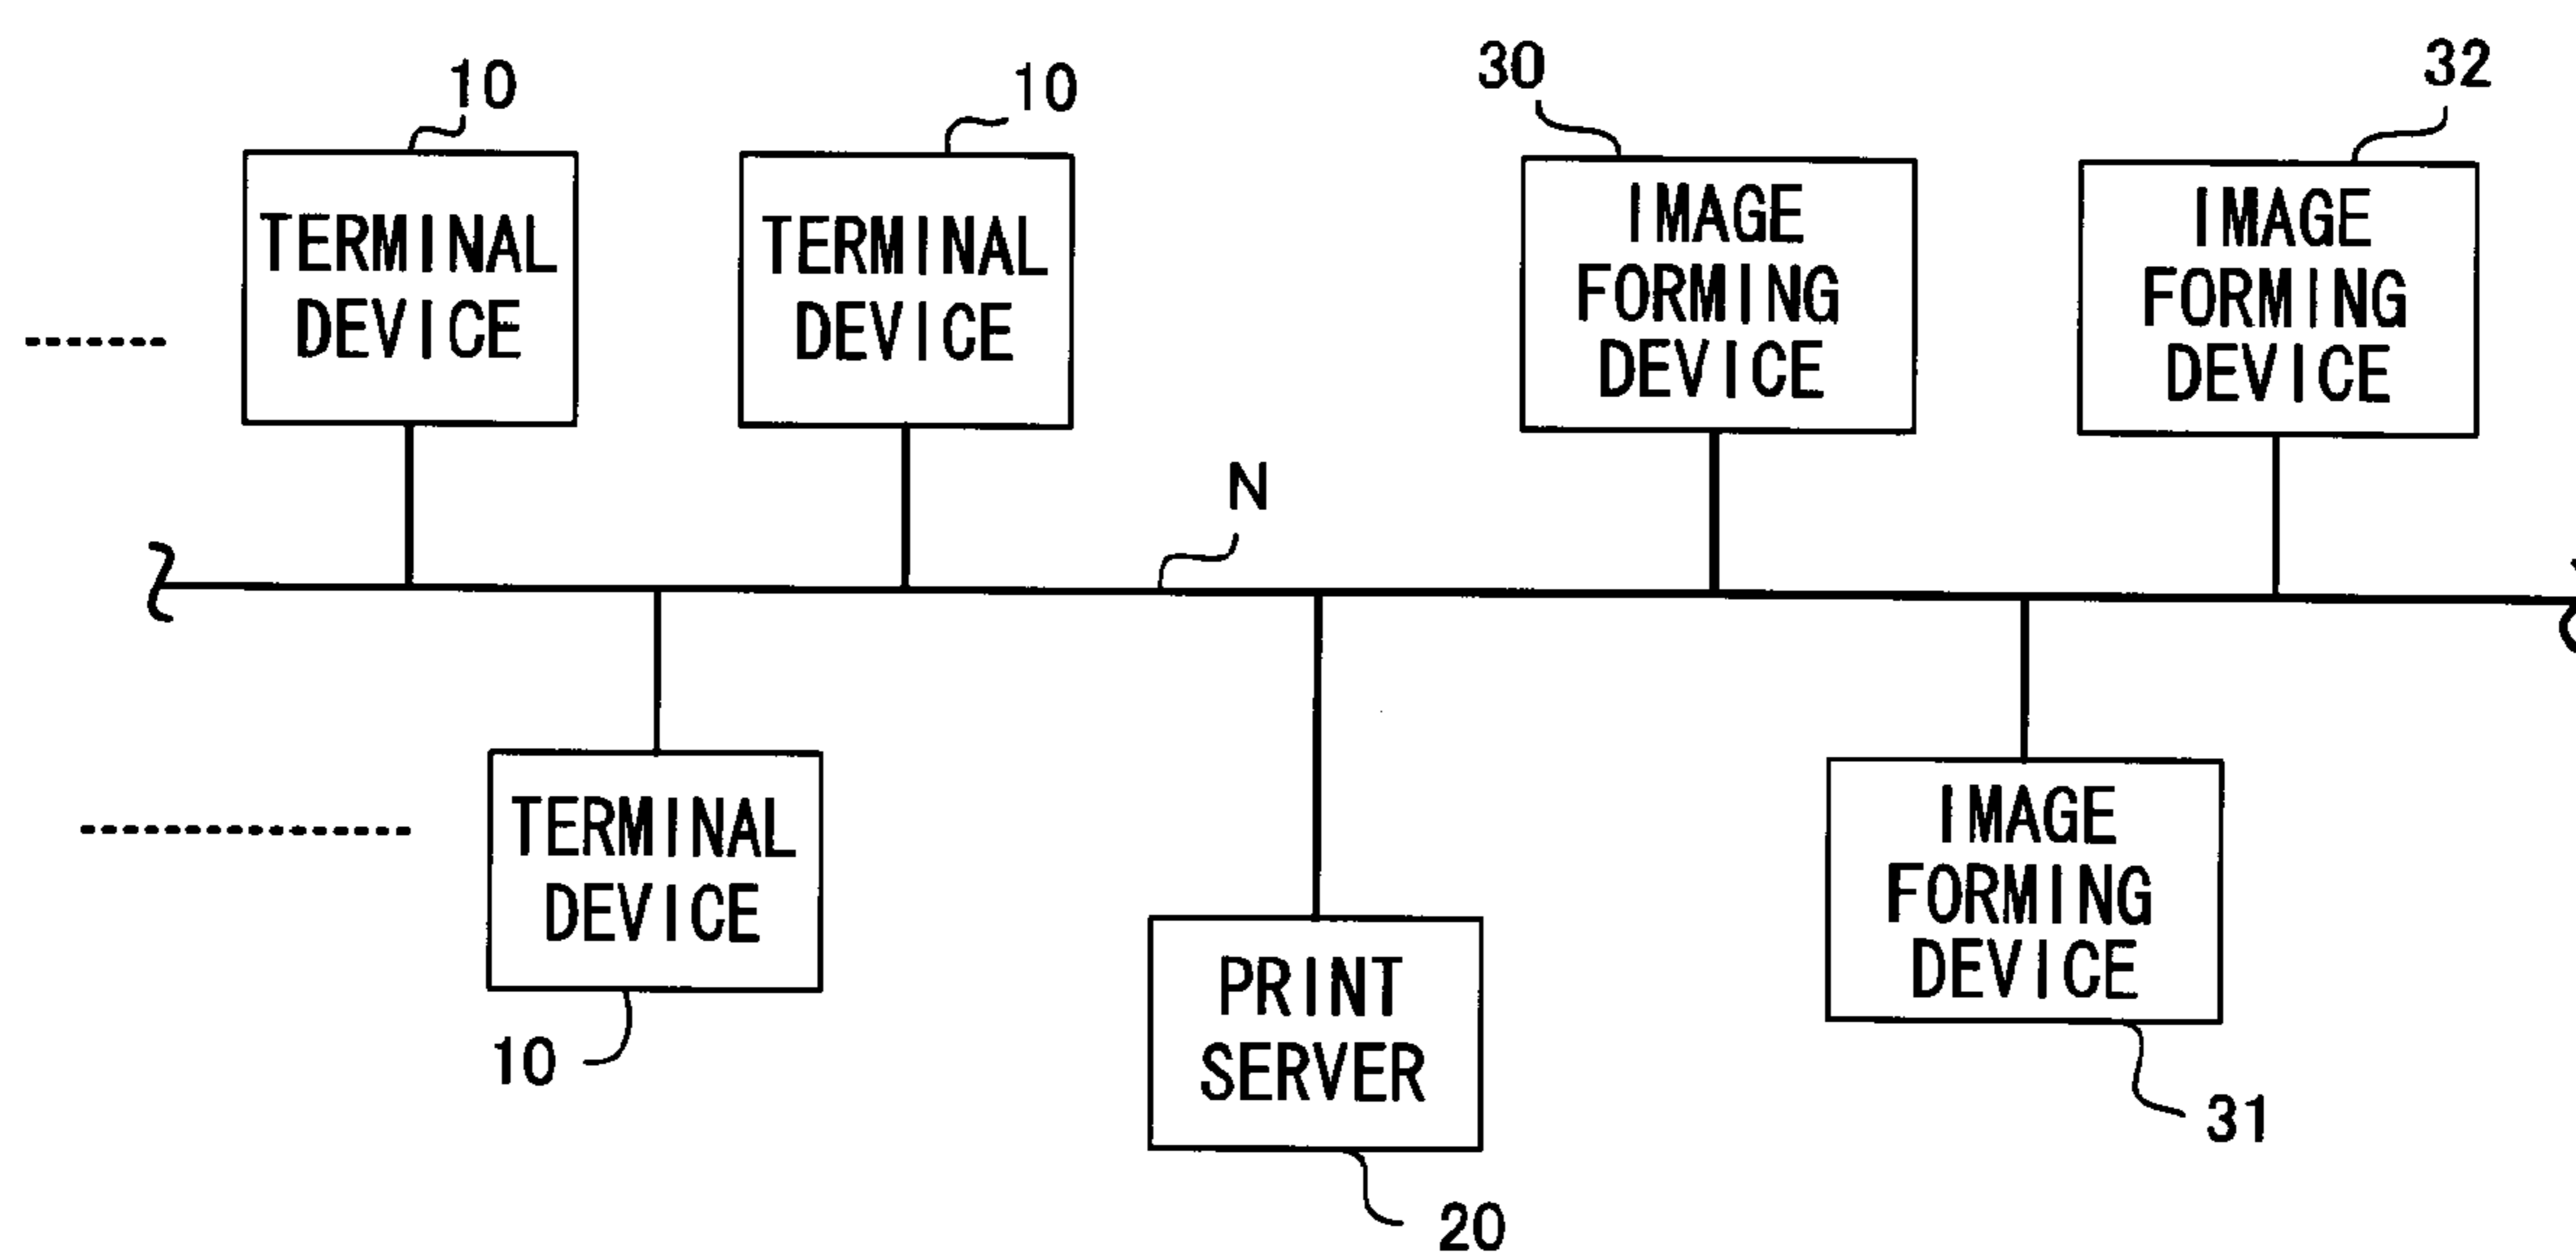 10
10
30
32
TERMINAL
DEVICE
TERMINAL
DEVICE
IMAGE
FORMING
DEVICE
IMAGE
FORMING
DEVICE
N
TERMINAL
DEVICE
10
PRINT
SERVER
20
IMAGE
FORMING
DEVICE
31